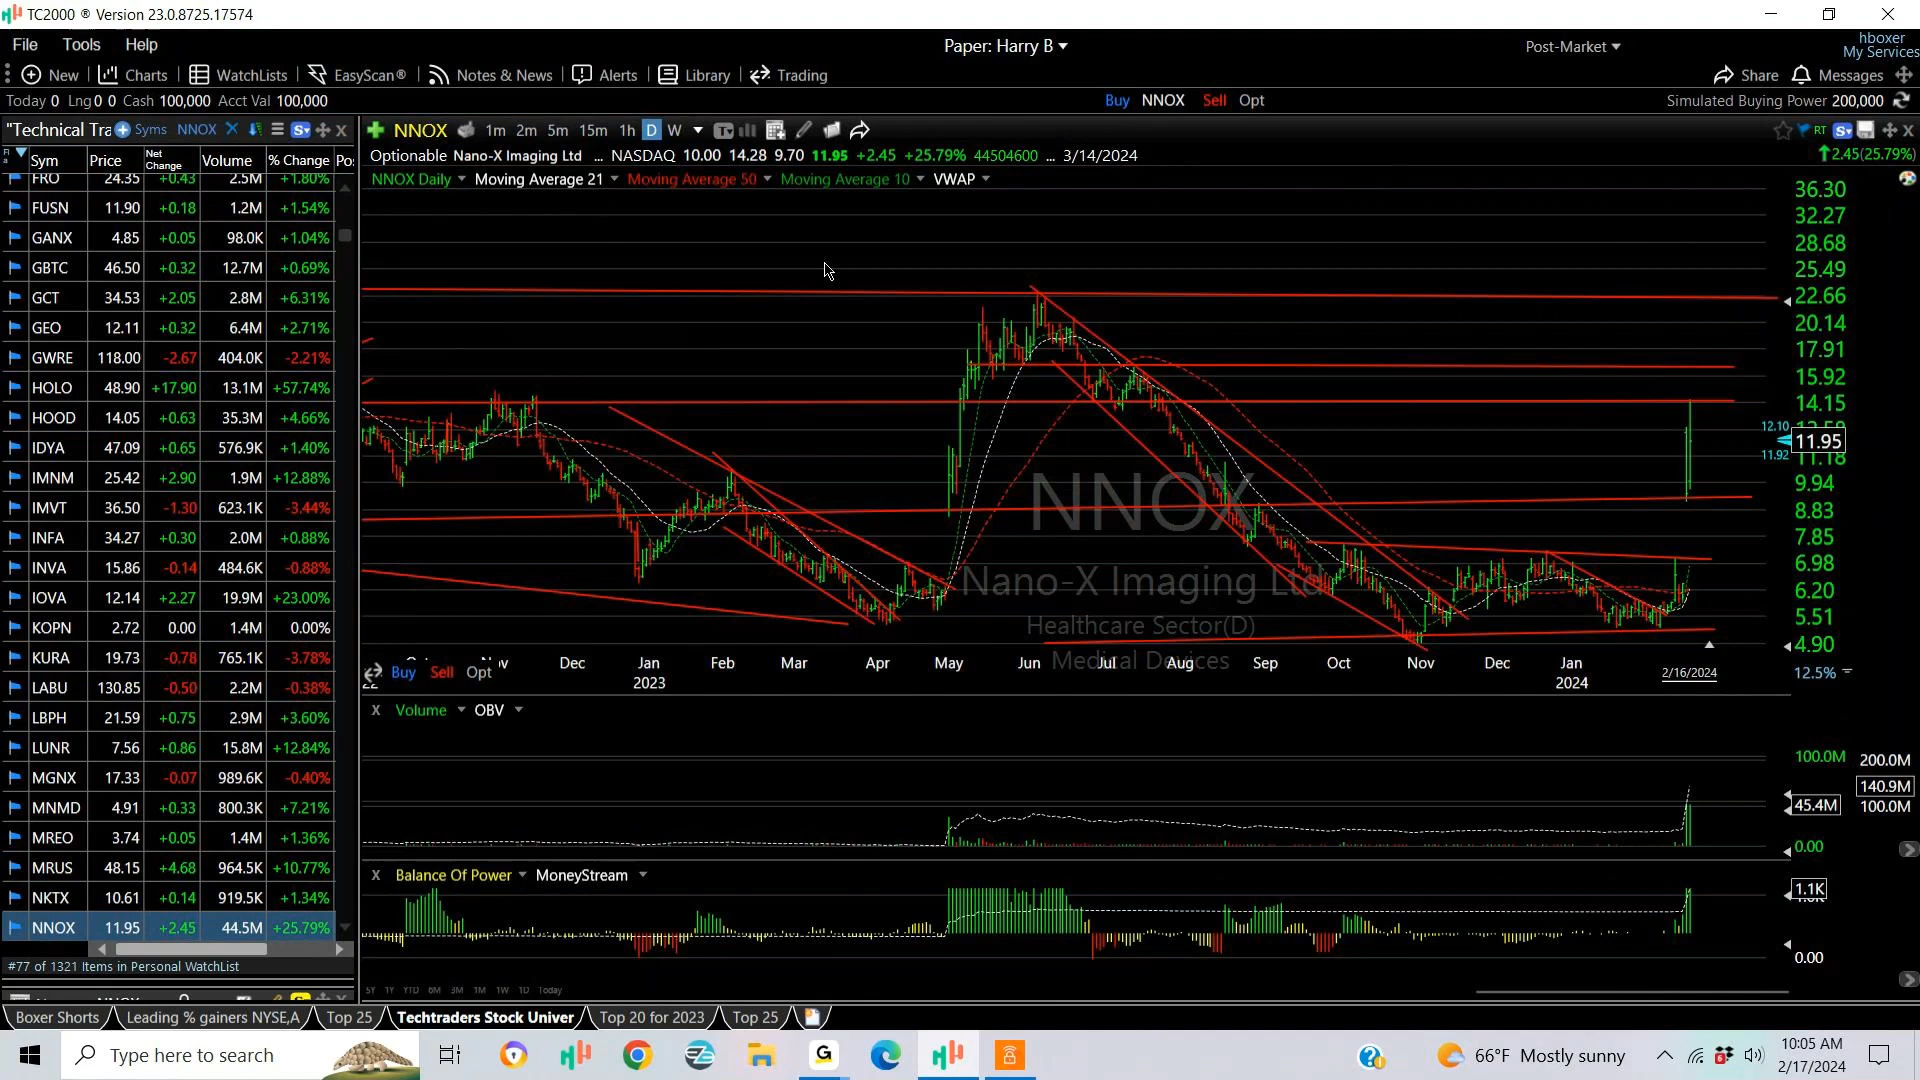 TC2000 ® Version 23.0.8725.17574
File Tools Help Paper: Harry B Post-Market hboxer
My Services
New Charts WatchLists EasyScan® Notes & News Alerts Library Trading Share Messages
Today 0 Lng 0 0 Cash 100,000 Acct Val 100,000 Buy NNOX Sell Opt Simulated Buying Power 200,000
"Technical Tra Syms NNOX NNOX 1m 2m 5m 15m 1h D W RT
Sym Price Net Change Volume % Change Po:
Optionable Nano-X Imaging Ltd ... NASDAQ 10.00 14.28 9.70 11.95 +2.45 +25.79% 44504600 ... 3/14/2024 2.45(25.79%)
NNOX Daily Moving Average 21 Moving Average 50 Moving Average 10 VWAP
FRO 24.35 +0.43 2.5M +1.80%
FUSN 11.90 +0.18 1.2M +1.54%
GANX 4.85 +0.05 98.0K +1.04%
GBTC 46.50 +0.32 12.7M +0.69%
GCT 34.53 +2.05 2.8M +6.31%
GEO 12.11 +0.32 6.4M +2.71%
GWRE 118.00 -2.67 404.0K -2.21%
HOLO 48.90 +17.90 13.1M +57.74%
HOOD 14.05 +0.63 35.3M +4.66%
IDYA 47.09 +0.65 576.9K +1.40%
IMNM 25.42 +2.90 1.9M +12.88%
IMVT 36.50 -1.30 623.1K -3.44%
INFA 34.27 +0.30 2.0M +0.88%
INVA 15.86 -0.14 484.6K -0.88%
IOVA 12.14 +2.27 19.9M +23.00%
KOPN 2.72 0.00 1.4M 0.00%
KURA 19.73 -0.78 765.1K -3.78%
LABU 130.85 -0.50 2.2M -0.38%
LBPH 21.59 +0.75 2.9M +3.60%
LUNR 7.56 +0.86 15.8M +12.84%
MGNX 17.33 -0.07 989.6K -0.40%
MNMD 4.91 +0.33 800.3K +7.21%
MREO 3.74 +0.05 1.4M +1.36%
MRUS 48.15 +4.68 964.5K +10.77%
NKTX 10.61 +0.14 919.5K +1.34%
NNOX 11.95 +2.45 44.5M +25.79%
#77 of 1321 Items in Personal WatchList
36.30
32.27
28.68
25.49
22.66
20.14
17.91
15.92
14.15
12.10
11.95
11.92 11.18
9.94
8.83
7.85
6.98
6.20
5.51
4.90
12.5%
NNOX
Nano-X Imaging Ltd
Healthcare Sector(D)
Medical Devices
Nov Dec Jan Feb Mar Apr May Jun Jul Aug Sep Oct Nov Dec Jan
2023 2024 2/16/2024
Buy Sell Opt
X Volume OBV
100.0M 200.0M
140.9M
45.4M 100.0M
0.00
X Balance Of Power MoneyStream
1.1K
0.00
5Y 1Y YTD 6M 3M 1M 1W 1D Today
Boxer Shorts Leading % gainers NYSE,A Top 25 Techtraders Stock Univer Top 20 for 2023 Top 25
Type here to search 66°F Mostly sunny 10:05 AM
2/17/2024